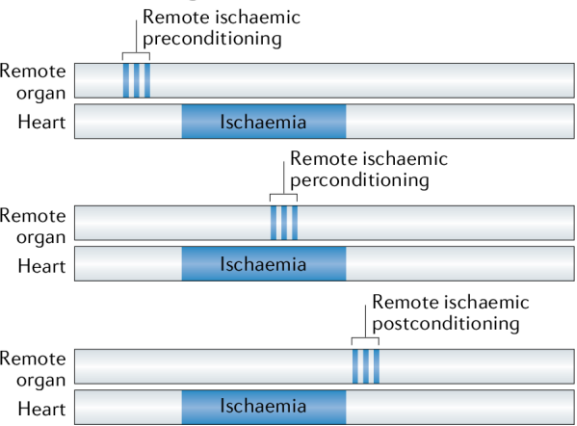 Remote ischaemic
preconditioning
Remote
organ
Heart
Ischaemia
Remote ischaemic
perconditioning
Remote
organ
Heart
Ischaemia
Remote ischaemic
postconditioning
Remote
organ
Heart
Ischaemia